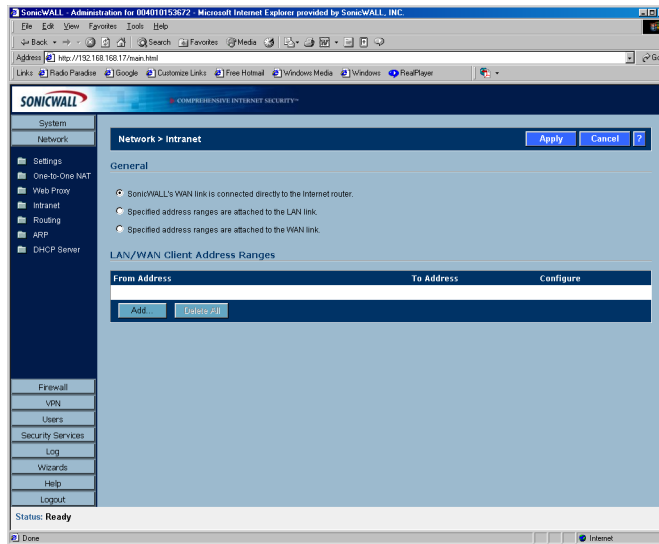 SonicWALL - Administration for 004010153672 - Microsoft Internet Explorer provided by SonicWALL, INC.
File Edit View Favorites Tools Help
Back Search Favorites Media
Address http://192.168.168.17/main.html Go
Links Radio Paradise Google Customize Links Free Hotmail Windows Media Windows RealPlayer
SONICWALL COMPREHENSIVE INTERNET SECURITY™
System
Network
Settings
One-to-One NAT
Web Proxy
Intranet
Routing
ARP
DHCP Server
Firewall
VPN
Users
Security Services
Log
Wizards
Help
Logout
Network > Intranet Apply Cancel ?
General
SonicWALL's WAN link is connected directly to the Internet router.
Specified address ranges are attached to the LAN link.
Specified address ranges are attached to the WAN link.
LAN/WAN Client Address Ranges
From Address To Address Configure
Add... Delete All
Status: Ready
Done Internet